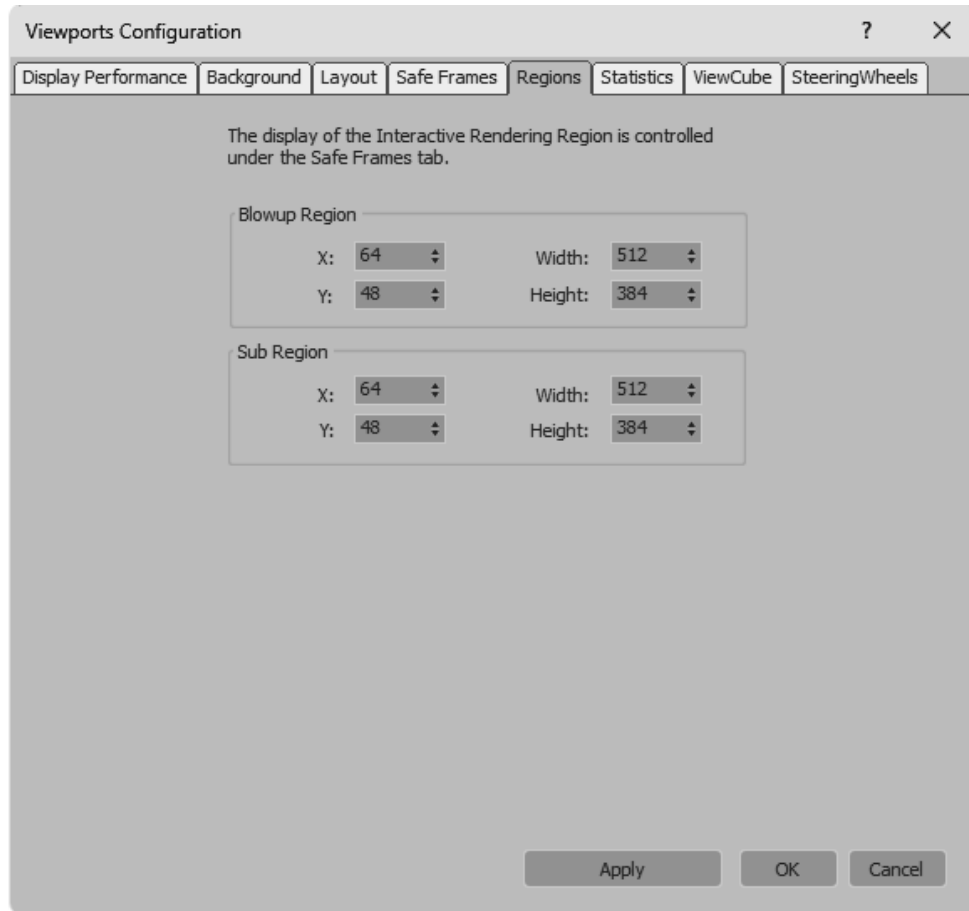 Viewports Configuration ?
Display Performance Background Layout Safe Frames Regions Statistics ViewCube SteeringWheels
The display of the Interactive Rendering Region is controlled
under the Safe Frames tab.
Blowup Region
X: 64 Width: 512
Y: 48 Height: 384
Sub Region
X: 64 Width: 512
Y: 48 Height: 384
Apply OK Cancel